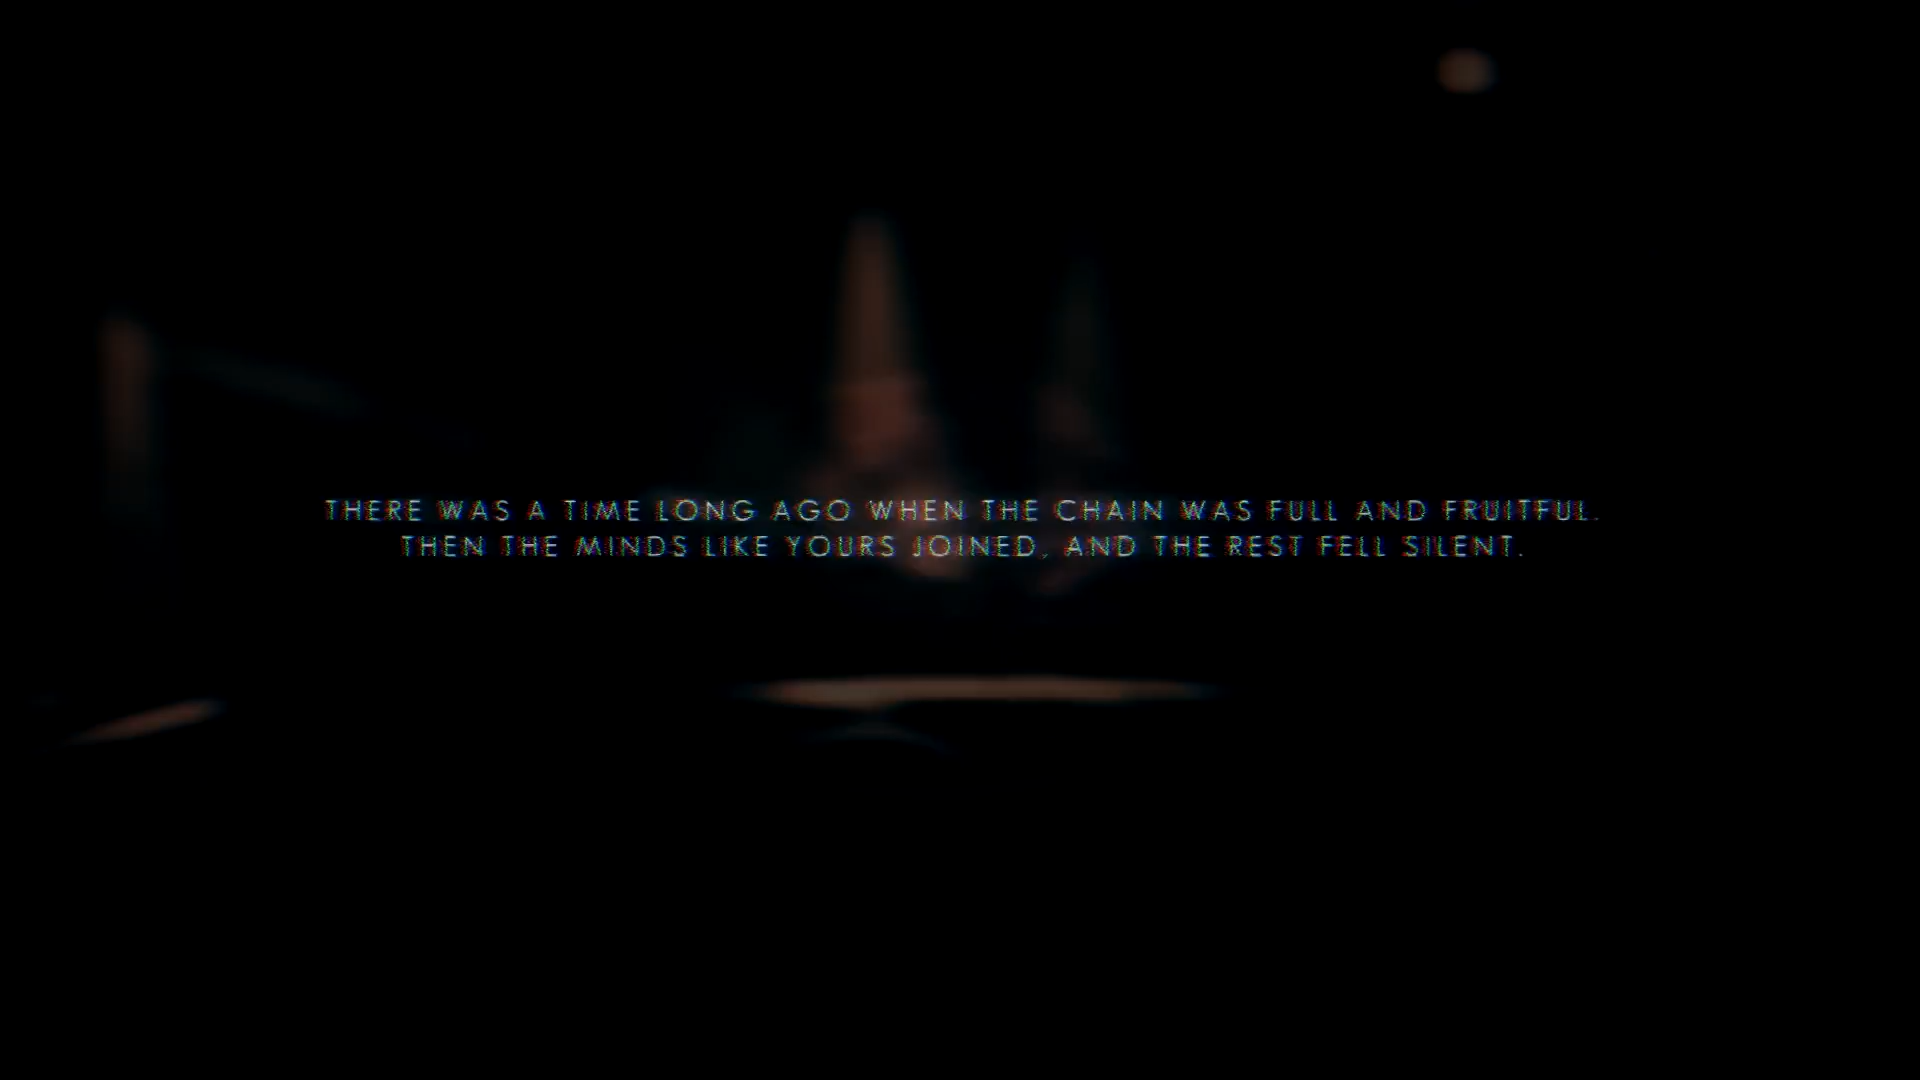 THERE WAS A TIME LONG AGO WHEN THE CHAIN WAS FULL AND FRUITFUL.
THEN THE MINDS LIKE YOURS JOINED, AND THE REST FELL SILENT.